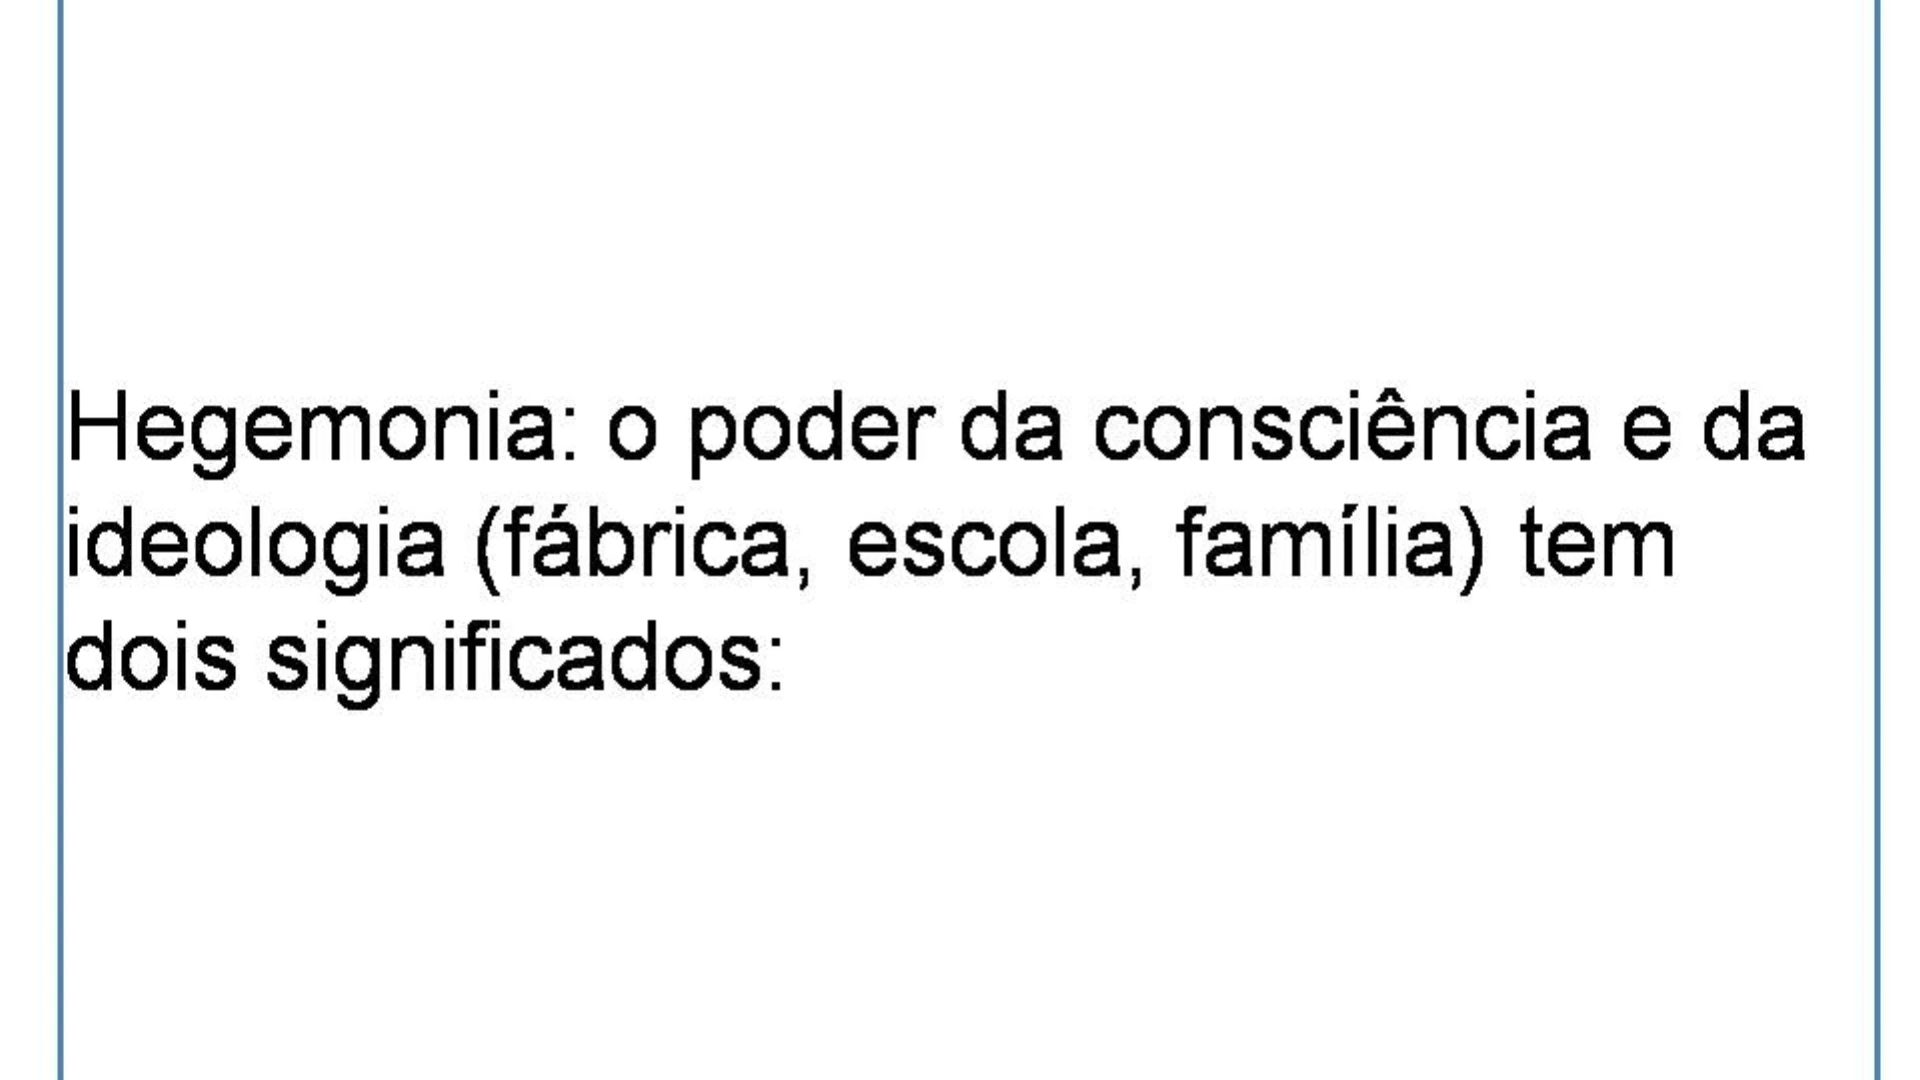 Hegemonia: o poder da consciência e da
ideologia (fábrica, escola, família) tem
dois significados: